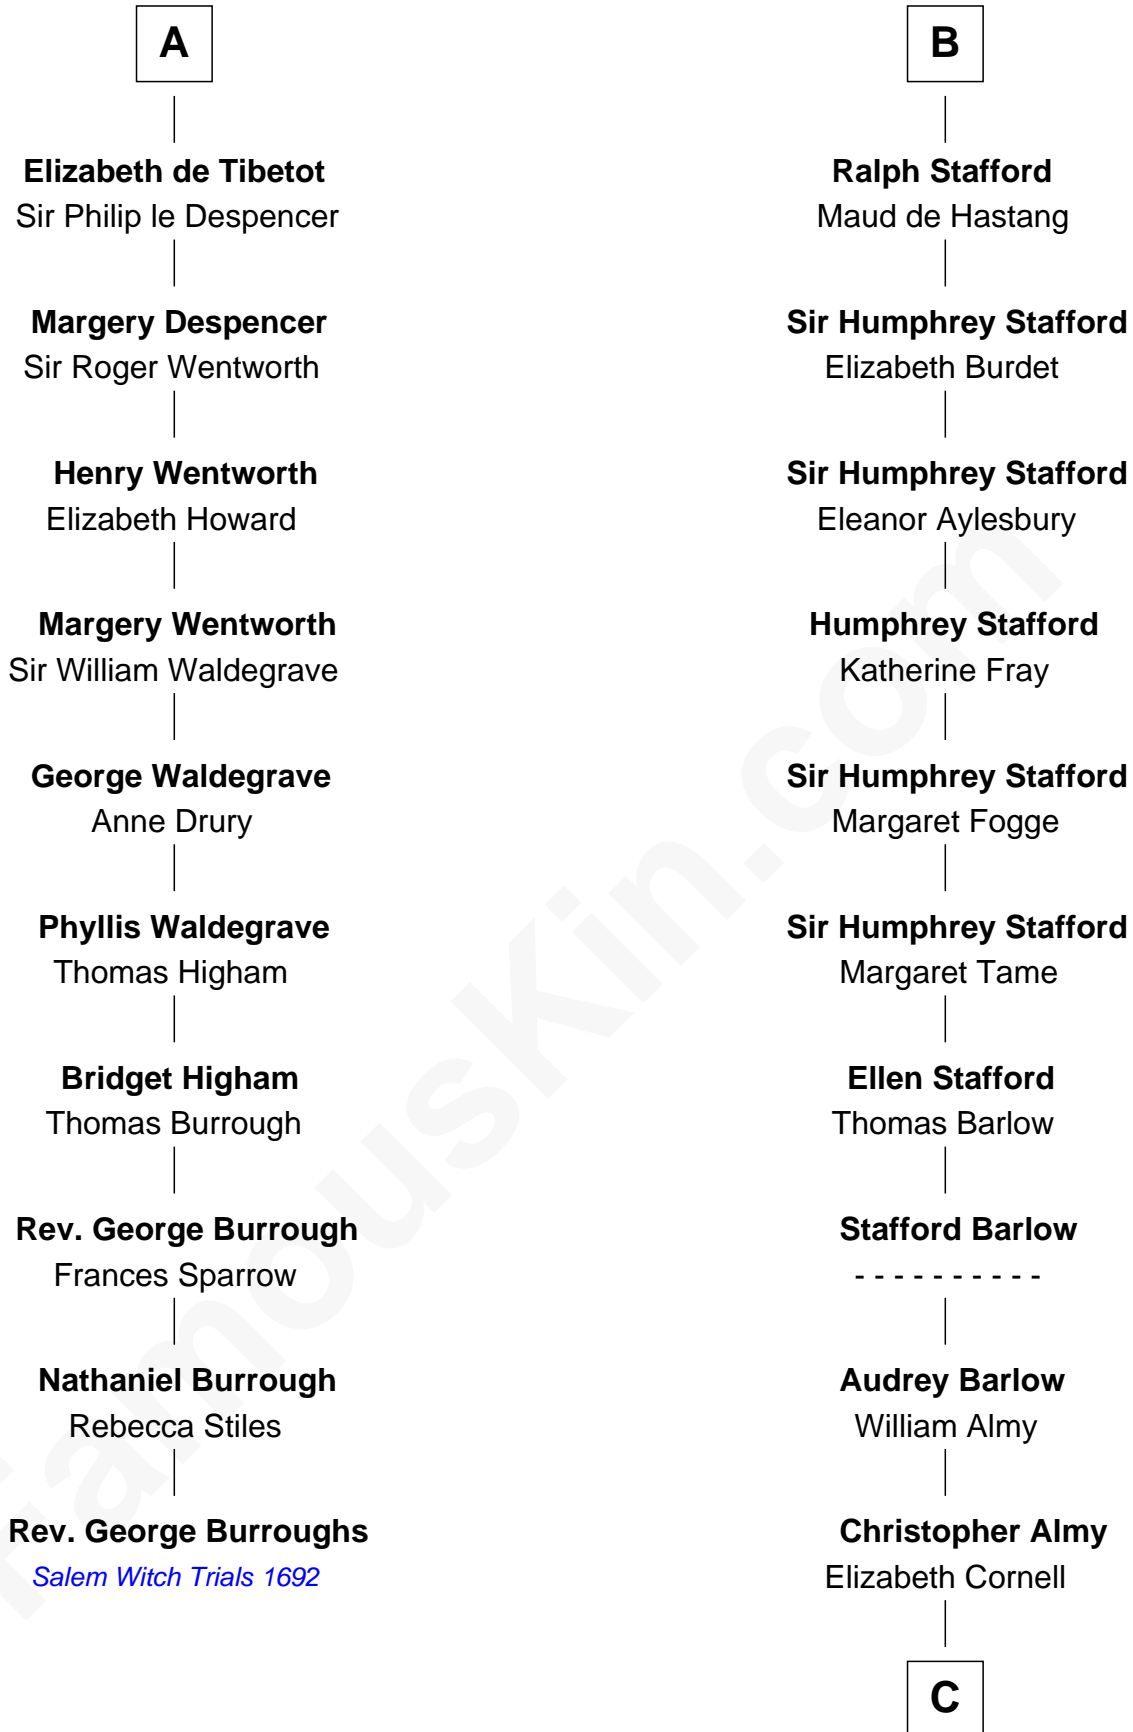 A
Elizabeth de Tibetot
Sir Philip le Despencer
Margery Despencer
Sir Roger Wentworth
Henry Wentworth
Elizabeth Howard
Margery Wentworth
Sir William Waldegrave
George Waldegrave
Anne Drury
Phyllis Waldegrave
Thomas Higham
Bridget Higham
Thomas Burrough
Rev. George Burrough
Frances Sparrow
Nathaniel Burrough
Rebecca Stiles
Rev. George Burroughs
Salem Witch Trials 1692
B
Ralph Stafford
Maud de Hastang
Sir Humphrey Stafford
Elizabeth Burdet
Sir Humphrey Stafford
Eleanor Aylesbury
Humphrey Stafford
Katherine Fray
Sir Humphrey Stafford
Margaret Fogge
Sir Humphrey Stafford
Margaret Tame
Ellen Stafford
Thomas Barlow
Stafford Barlow
- - - - - - - - - -
Audrey Barlow
William Almy
Christopher Almy
Elizabeth Cornell
C
FamousKin.com